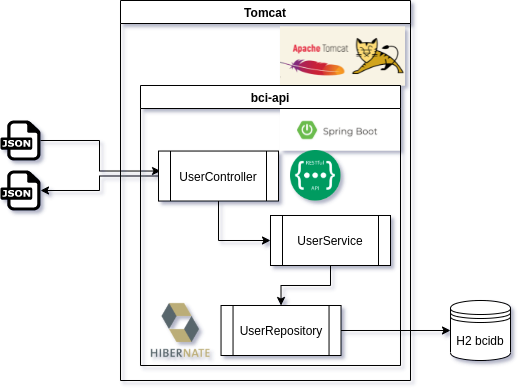 Tomcat
Apache Tomcat
bci-api
Spring Boot
JSON
RESTful
{...}
API
UserController
JSON
UserService
HIBERNATE
UserRepository
H2 bcidb